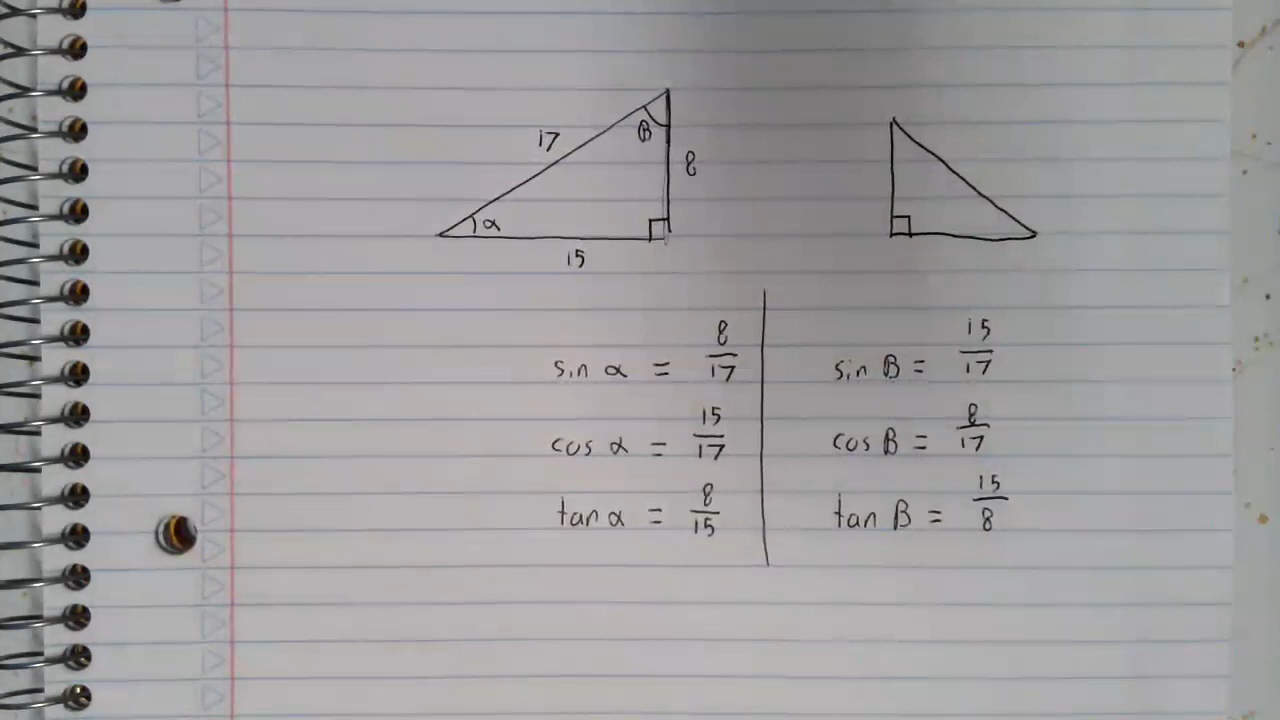 17
β
8
α
15
sin α = 8/17
cos α = 15/17
tan α = 8/15
sin β = 15/17
cos β = 8/17
tan β = 15/8